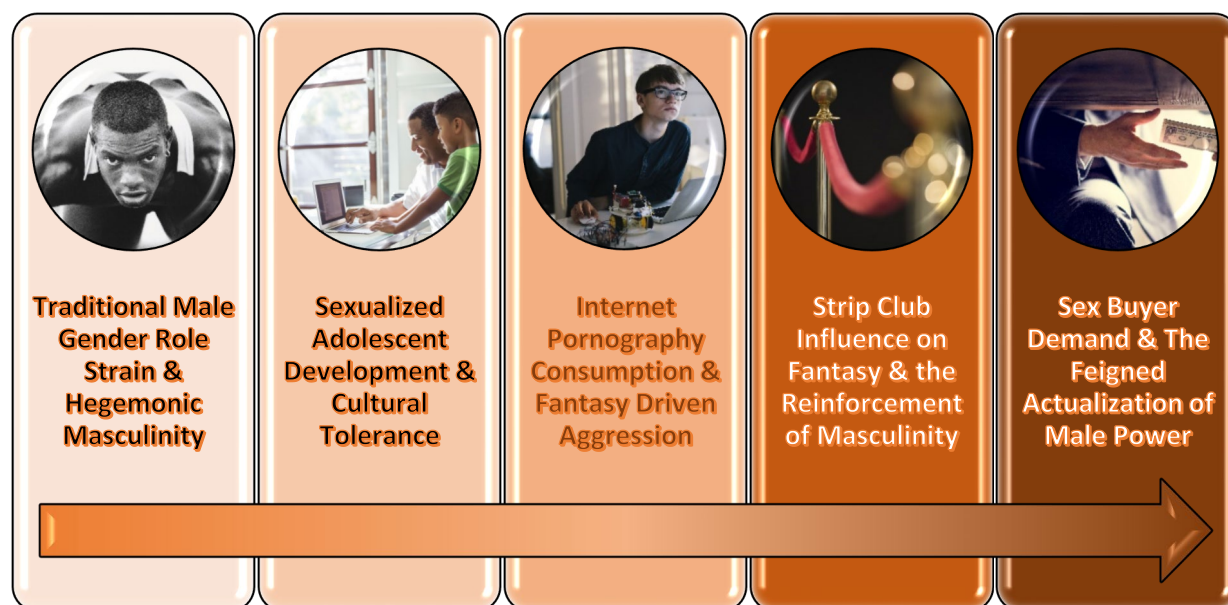 Traditional Male
Gender Role
Strain &
Hegemonic
Masculinity
Sexualized
Adolescent
Development &
Cultural
Tolerance
Internet
Pornography
Consumption &
Fantasy Driven
Aggression
Strip Club
Influence on
Fantasy & the
Reinforcement
of Masculinity
Sex Buyer
Demand & The
Feigned
Actualization of
Male Power